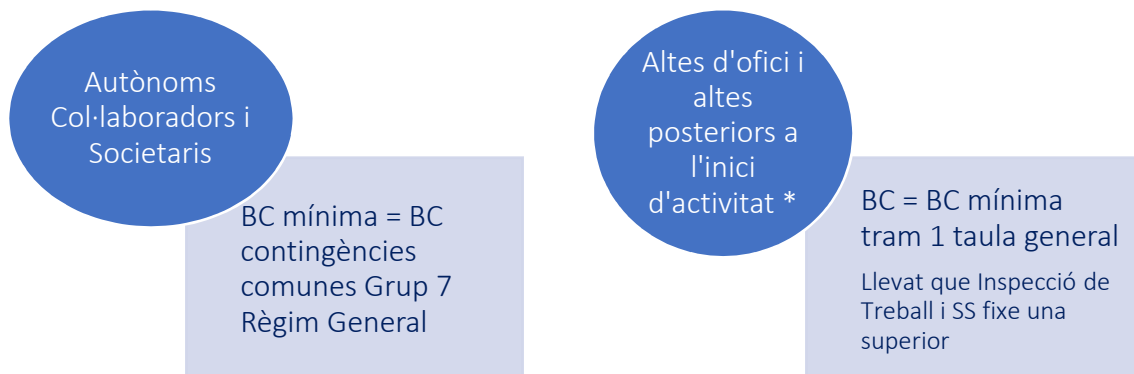 Autònoms
Col·laboradors i
Societaris
BC mínima = BC
contingències
comunes Grup 7
Règim General
Altes d'ofici i
altes
posteriors a
l'inici
d'activitat *
BC = BC mínima
tram 1 taula general
Llevat que Inspecció de
Treball i SS fixe una
superior